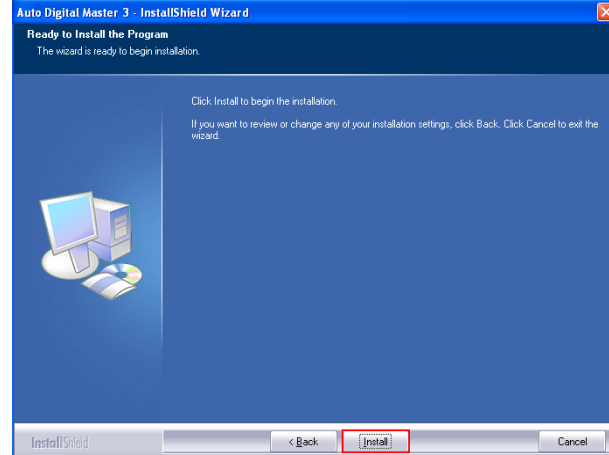 Auto Digital Master 3 - InstallShield Wizard
Ready to Install the Program
The wizard is ready to begin installation.
Click Install to begin the installation.
If you want to review or change any of your installation settings, click Back. Click Cancel to exit the
wizard.
InstallShield
< Back
Install
Cancel